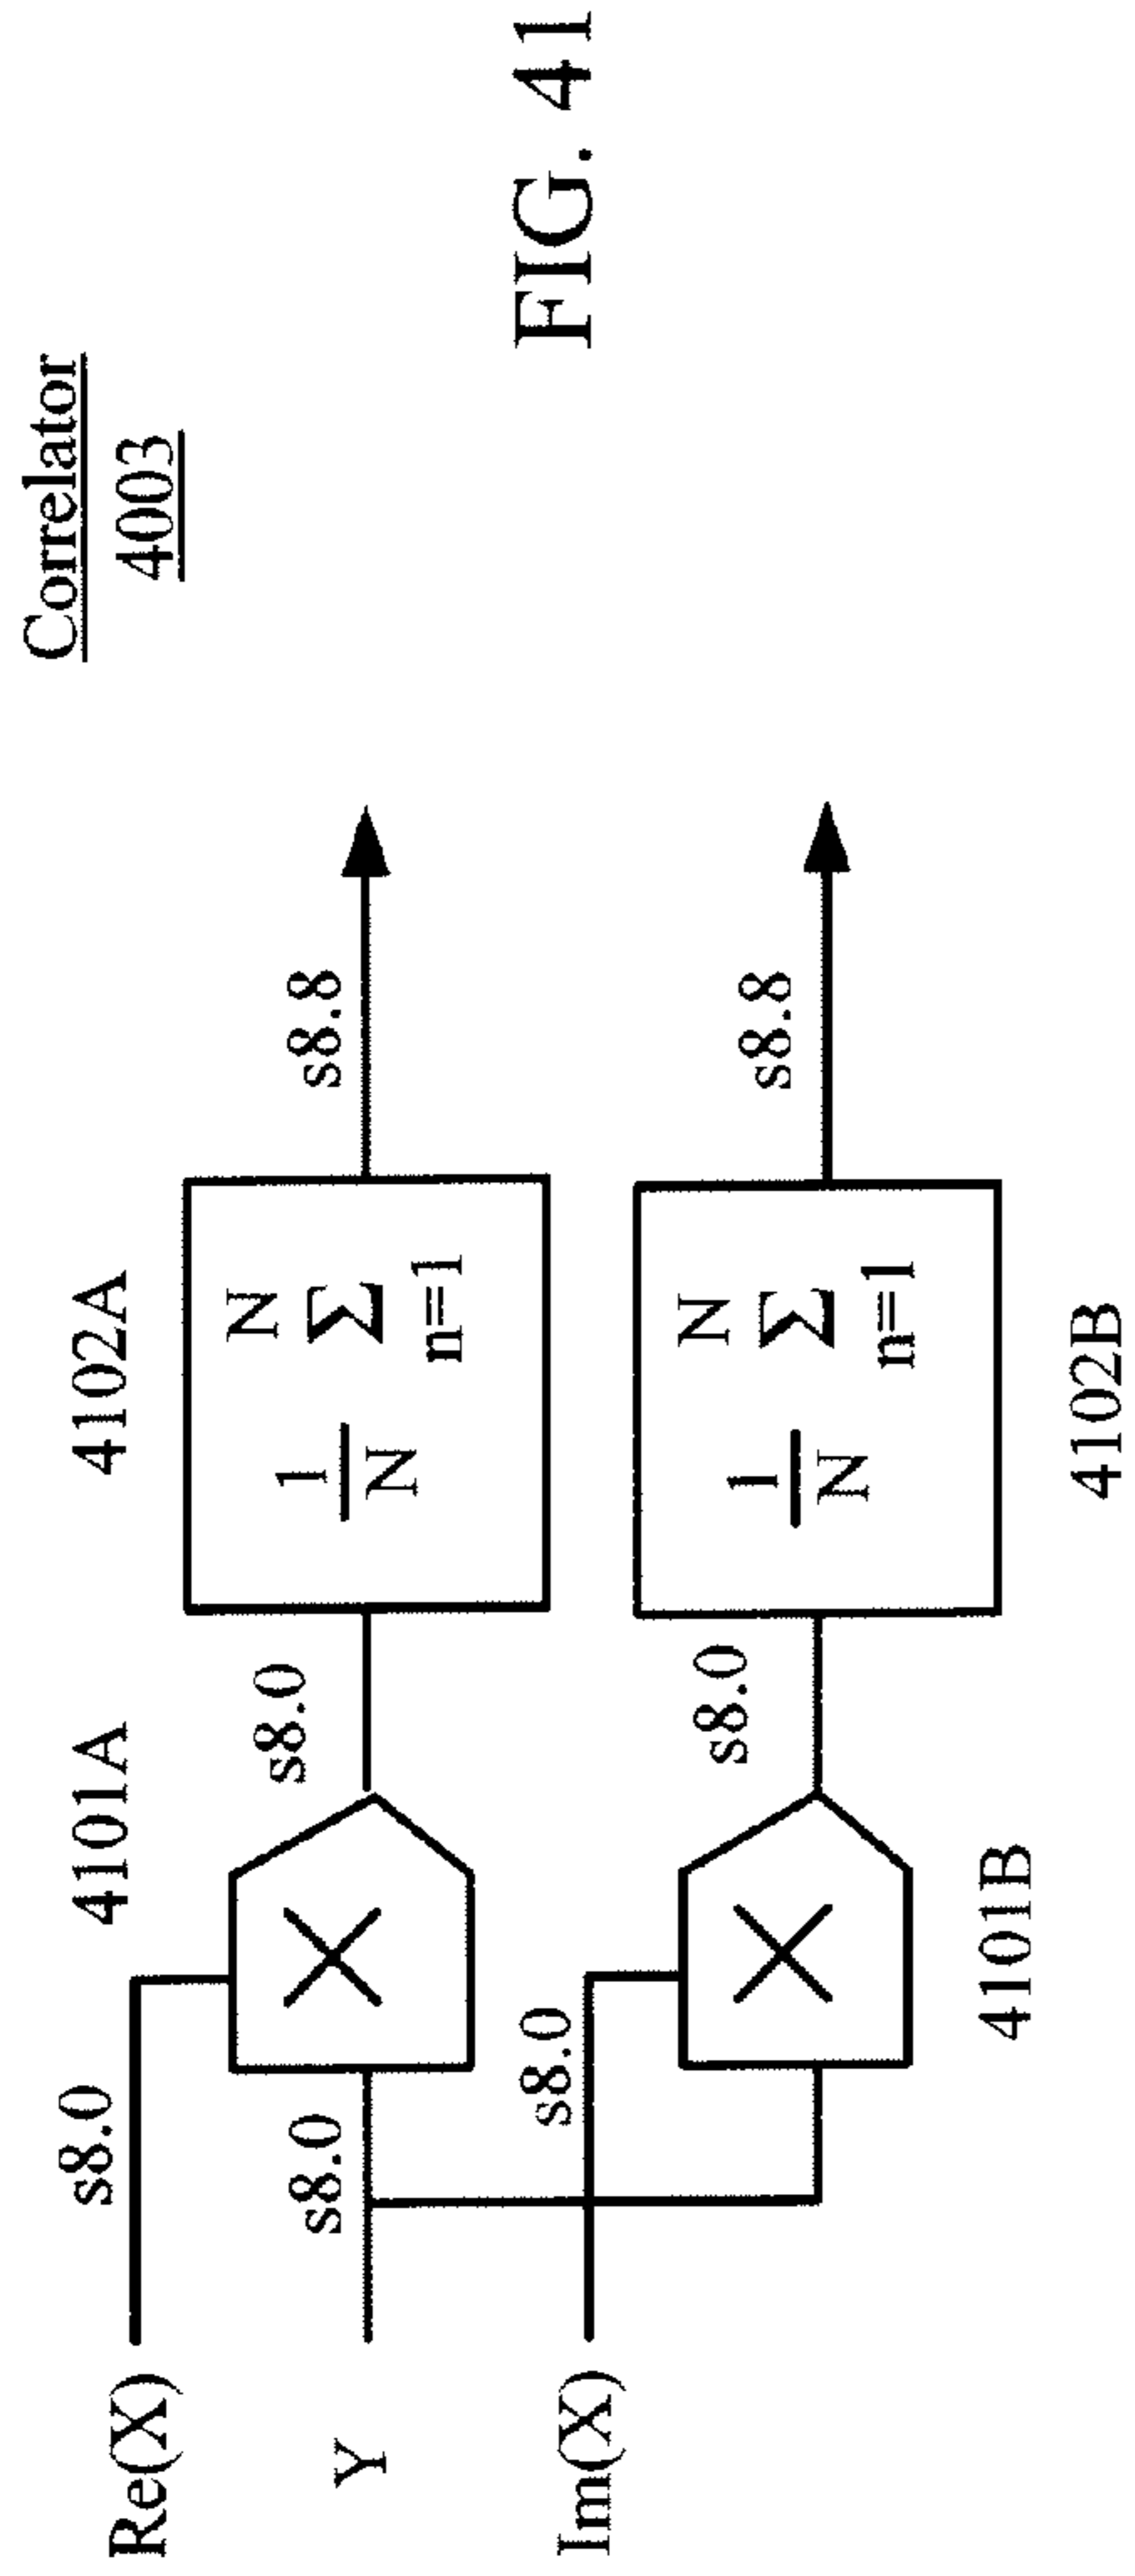 Correlator
4003
4101A
4102A
Re(X)
s8.0
s8.0
1
N
N
Σ
n=1
s8.8
Y
s8.0
Im(X)
s8.0
s8.0
1
N
N
Σ
n=1
s8.8
4101B
4102B
FIG. 41